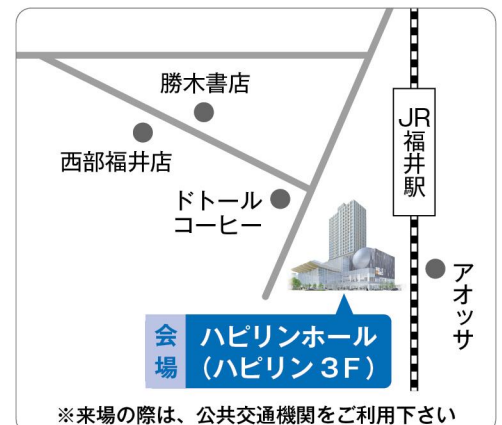 勝木書店
西部福井店
ドトール
コーヒー
JR福井駅
アオッサ
会場
ハピリンホール
（ハピリン3F）
※来場の際は、公共交通機関をご利用下さい